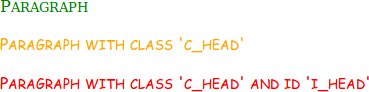 Paragraph
Paragraph with class 'c_head'
Paragraph with class 'c_head' and id 'i_head'